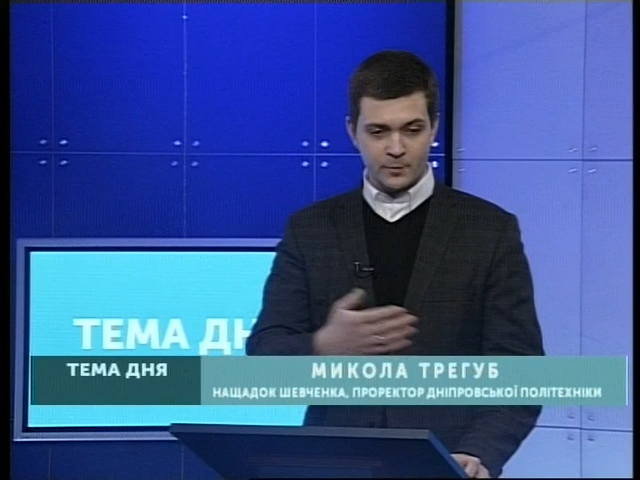 ТЕМА ДН
ТЕМА ДНЯ
МИКОЛА ТРЕГУБ
НАЩАДОК ШЕВЧЕНКА, ПРОРЕКТОР ДНІПРОВСЬКОЇ ПОЛІТЕХНІКИ